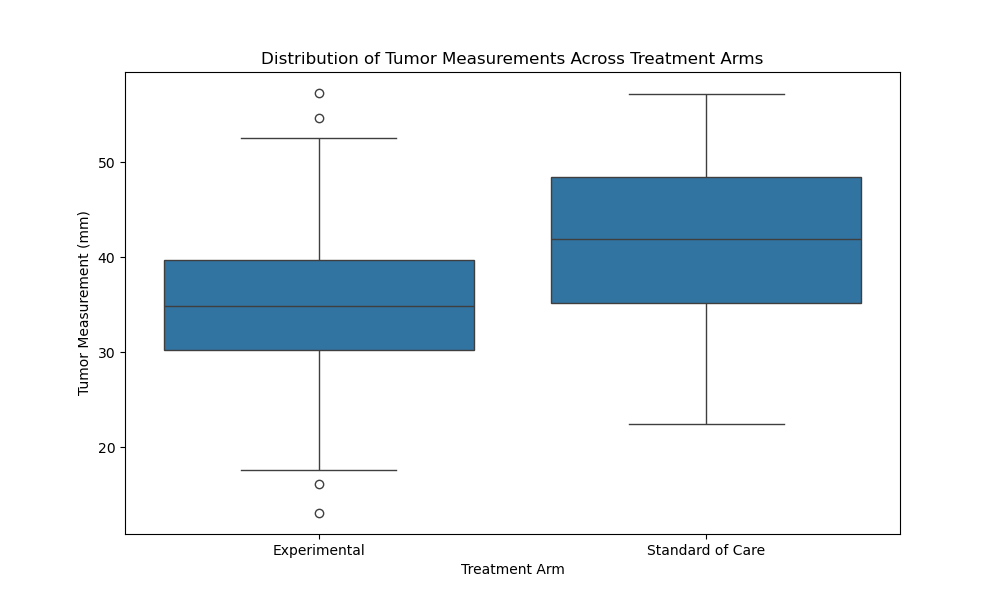 Distribution of Tumor Measurements Across Treatment Arms
50
40
30
20
Tumor Measurement (mm)
Experimental
Standard of Care
Treatment Arm